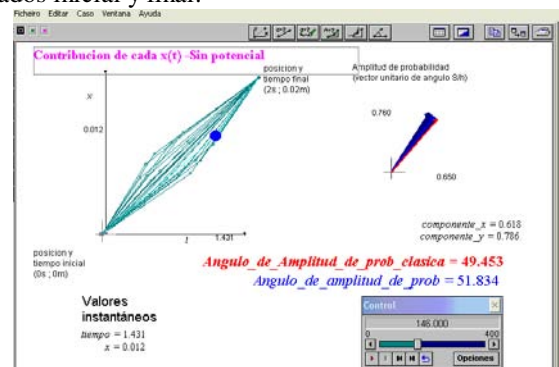 ados inicial y final.
Fichero Editar Caso Ventana Ayuda
Contribucion de cada x(t) -Sin potencial
posicion y
tiempo final
(2s ; 0.02m)
Amplitud de probabilidad
(vector unitario de angulo S/h)
x
0.012
0.760
0.650
t
1.431
componente_x = 0.618
componente_y = 0.786
posicion y
tiempo inicial
(0s ; 0m)
Angulo_de_Amplitud_de_prob_clasica = 49.453
Angulo_de_amplitud_de_prob = 51.834
Valores
instantáneos
tiempo = 1.431
x = 0.012
Control
146.000
0 400
Opciones